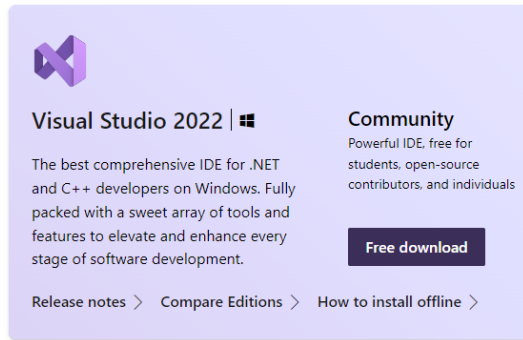 Visual Studio 2022
The best comprehensive IDE for .NET
and C++ developers on Windows. Fully
packed with a sweet array of tools and
features to elevate and enhance every
stage of software development.
Community
Powerful IDE, free for
students, open-source
contributors, and individuals
Free download
Release notes
Compare Editions
How to install offline